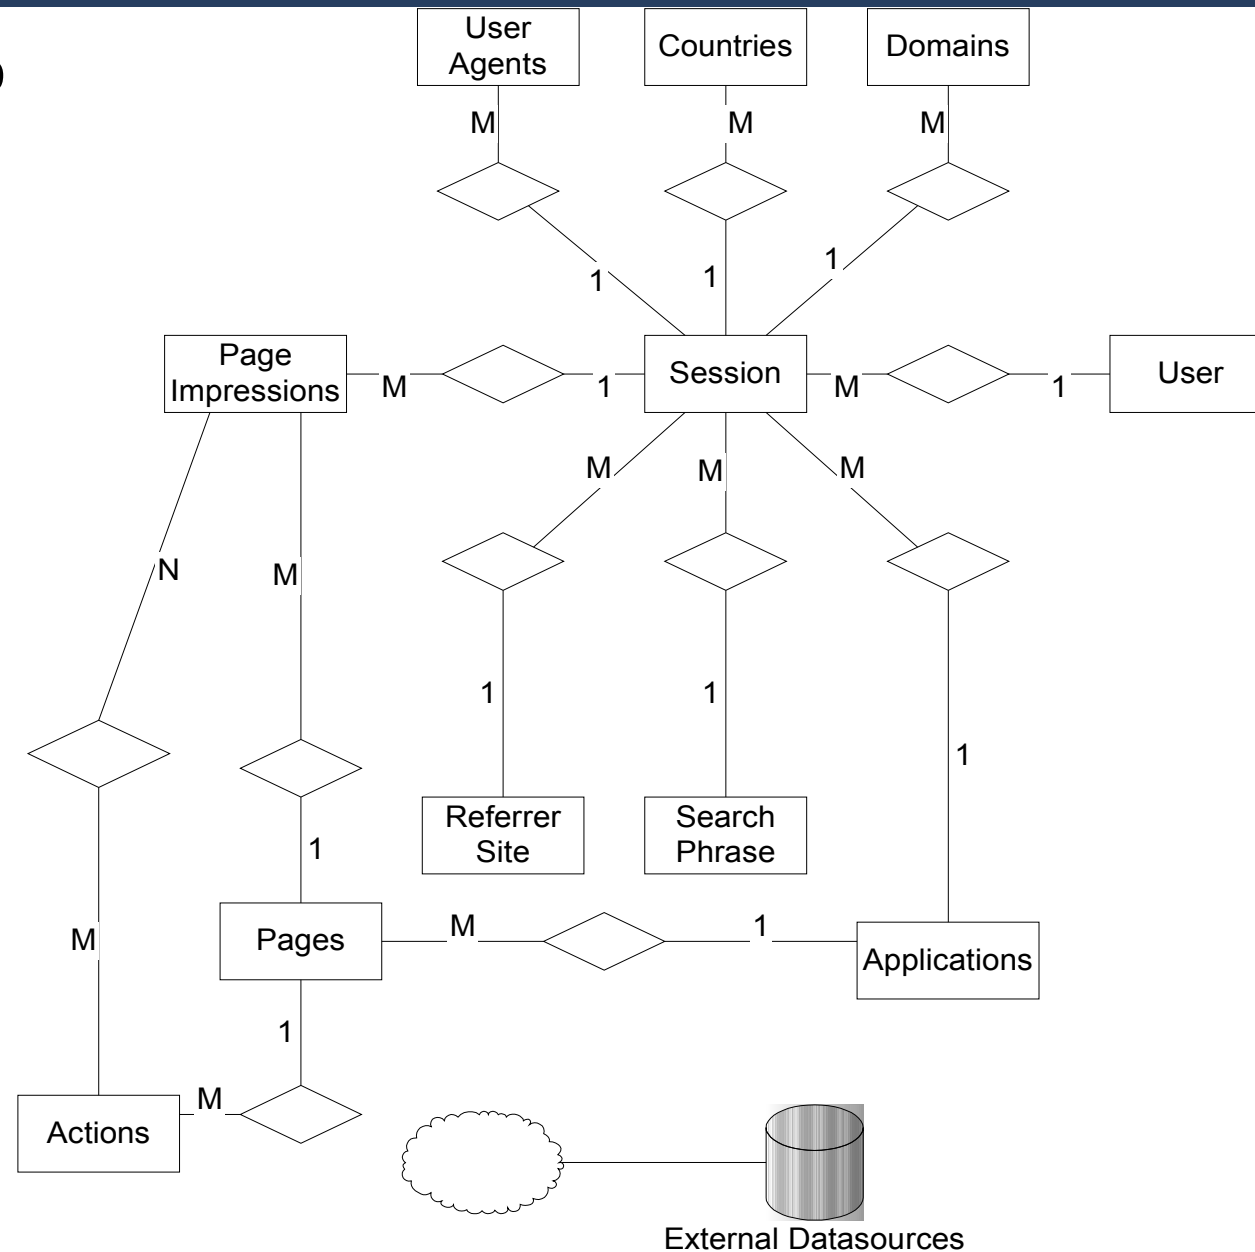 User
Agents
Countries
Domains
M
M
M
1
1
1
Page
Impressions
M
1
Session
M
1
User
M
M
M
N
M
1
1
1
Referrer
Site
Search
Phrase
1
M
Pages
M
1
Applications
1
M
Actions
External Datasources